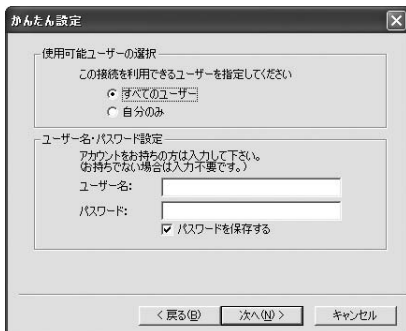 かんたん設定
使用可能ユーザーの選択
この接続を利用できるユーザーを指定してください
すべてのユーザー
自分のみ
ユーザー名・パスワード設定
アカウントをお持ちの方は入力して下さい。
(お持ちでない場合は入力不要です。)
ユーザー名:
パスワード:
パスワードを保存する
< 戻る(B)
次へ(N) >
キャンセル